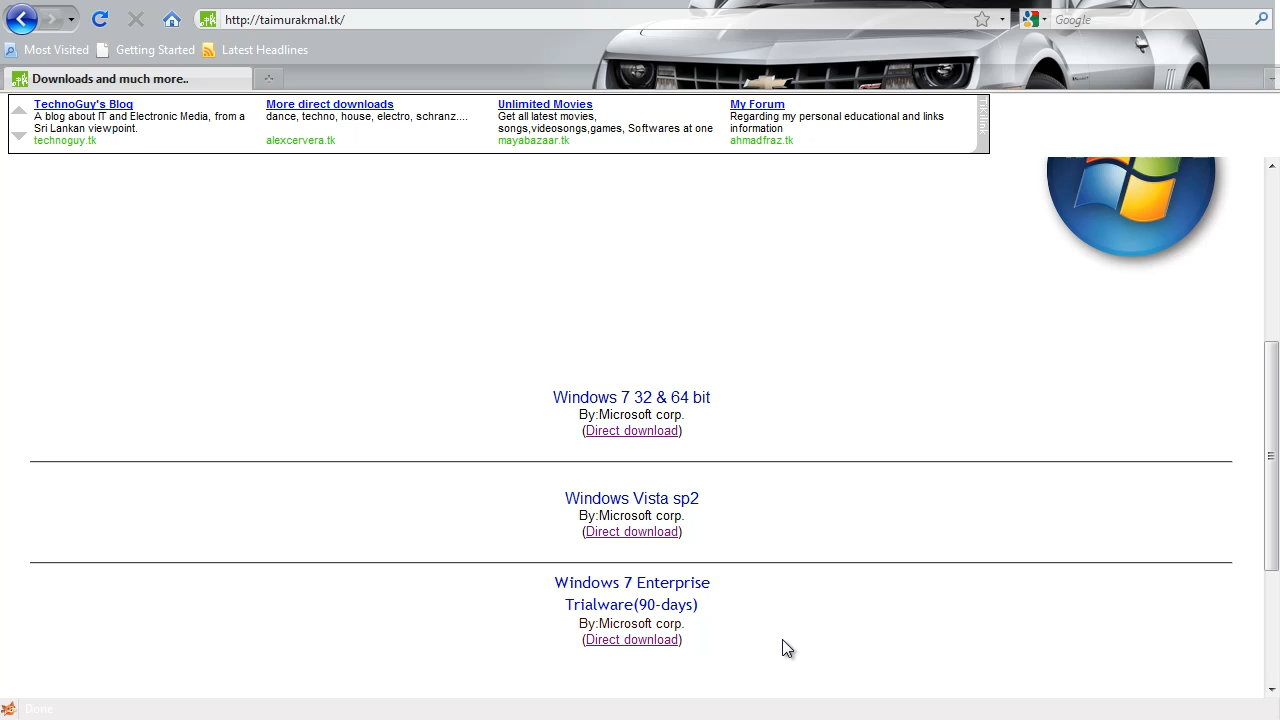 http://taimurakmal.tk/
Google
Most Visited
Getting Started
Latest Headlines
Downloads and much more..
TechnoGuy's Blog
A blog about IT and Electronic Media, from a
Sri Lankan viewpoint.
technoguy.tk
More direct downloads
dance, techno, house, electro, schranz....
alexcervera.tk
Unlimited Movies
Get all latest movies,
songs,videosongs,games, Softwares at one
mayabazaar.tk
My Forum
Regarding my personal educational and links
information
ahmadfraz.tk
Windows 7 32 & 64 bit
By:Microsoft corp.
(Direct download)
Windows Vista sp2
By:Microsoft corp.
(Direct download)
Windows 7 Enterprise
Trialware(90-days)
By:Microsoft corp.
(Direct download)
Done